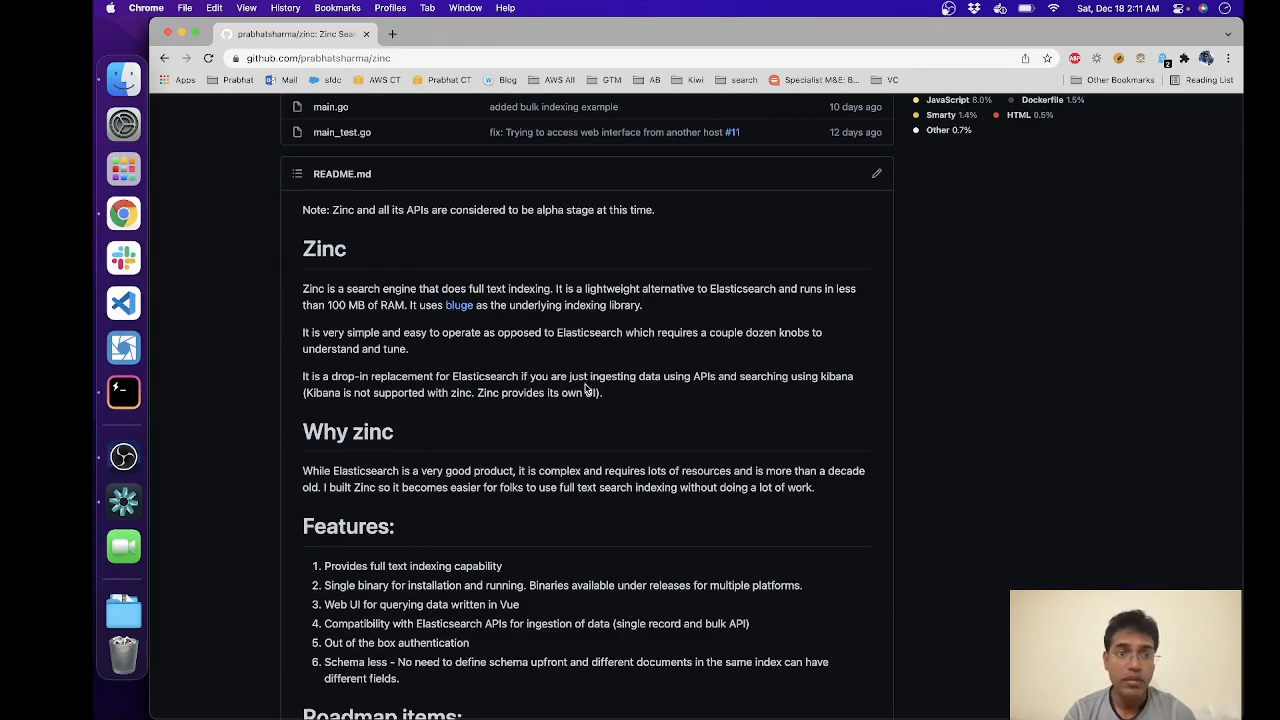 Chrome File Edit View History Bookmarks Profiles Tab Window Help Sat, Dec 18 2:11 AM
prabhatsharma/zinc: Zinc Sear
github.com/prabhatsharma/zinc
Apps Prabhat Mail sfdc AWS CT Prabhat CT Blog AWS All GTM AB Kiwi search Specialist M&E: B... VC Other Bookmarks Reading List
main.go added bulk indexing example 10 days ago
main_test.go fix: Trying to access web interface from another host #11 12 days ago
JavaScript 8.0% Dockerfile 1.5%
Smarty 1.4% HTML 0.5%
Other 0.7%
README.md
Note: Zinc and all its APIs are considered to be alpha stage at this time.
Zinc
Zinc is a search engine that does full text indexing. It is a lightweight alternative to Elasticsearch and runs in less
than 100 MB of RAM. It uses bluge as the underlying indexing library.
It is very simple and easy to operate as opposed to Elasticsearch which requires a couple dozen knobs to
understand and tune.
It is a drop-in replacement for Elasticsearch if you are just ingesting data using APIs and searching using kibana
(Kibana is not supported with zinc. Zinc provides its own UI).
Why zinc
While Elasticsearch is a very good product, it is complex and requires lots of resources and is more than a decade
old. I built Zinc so it becomes easier for folks to use full text search indexing without doing a lot of work.
Features:
1. Provides full text indexing capability
2. Single binary for installation and running. Binaries available under releases for multiple platforms.
3. Web UI for querying data written in Vue
4. Compatibility with Elasticsearch APIs for ingestion of data (single record and bulk API)
5. Out of the box authentication
6. Schema less - No need to define schema upfront and different documents in the same index can have
different fields.
Roadmap items: